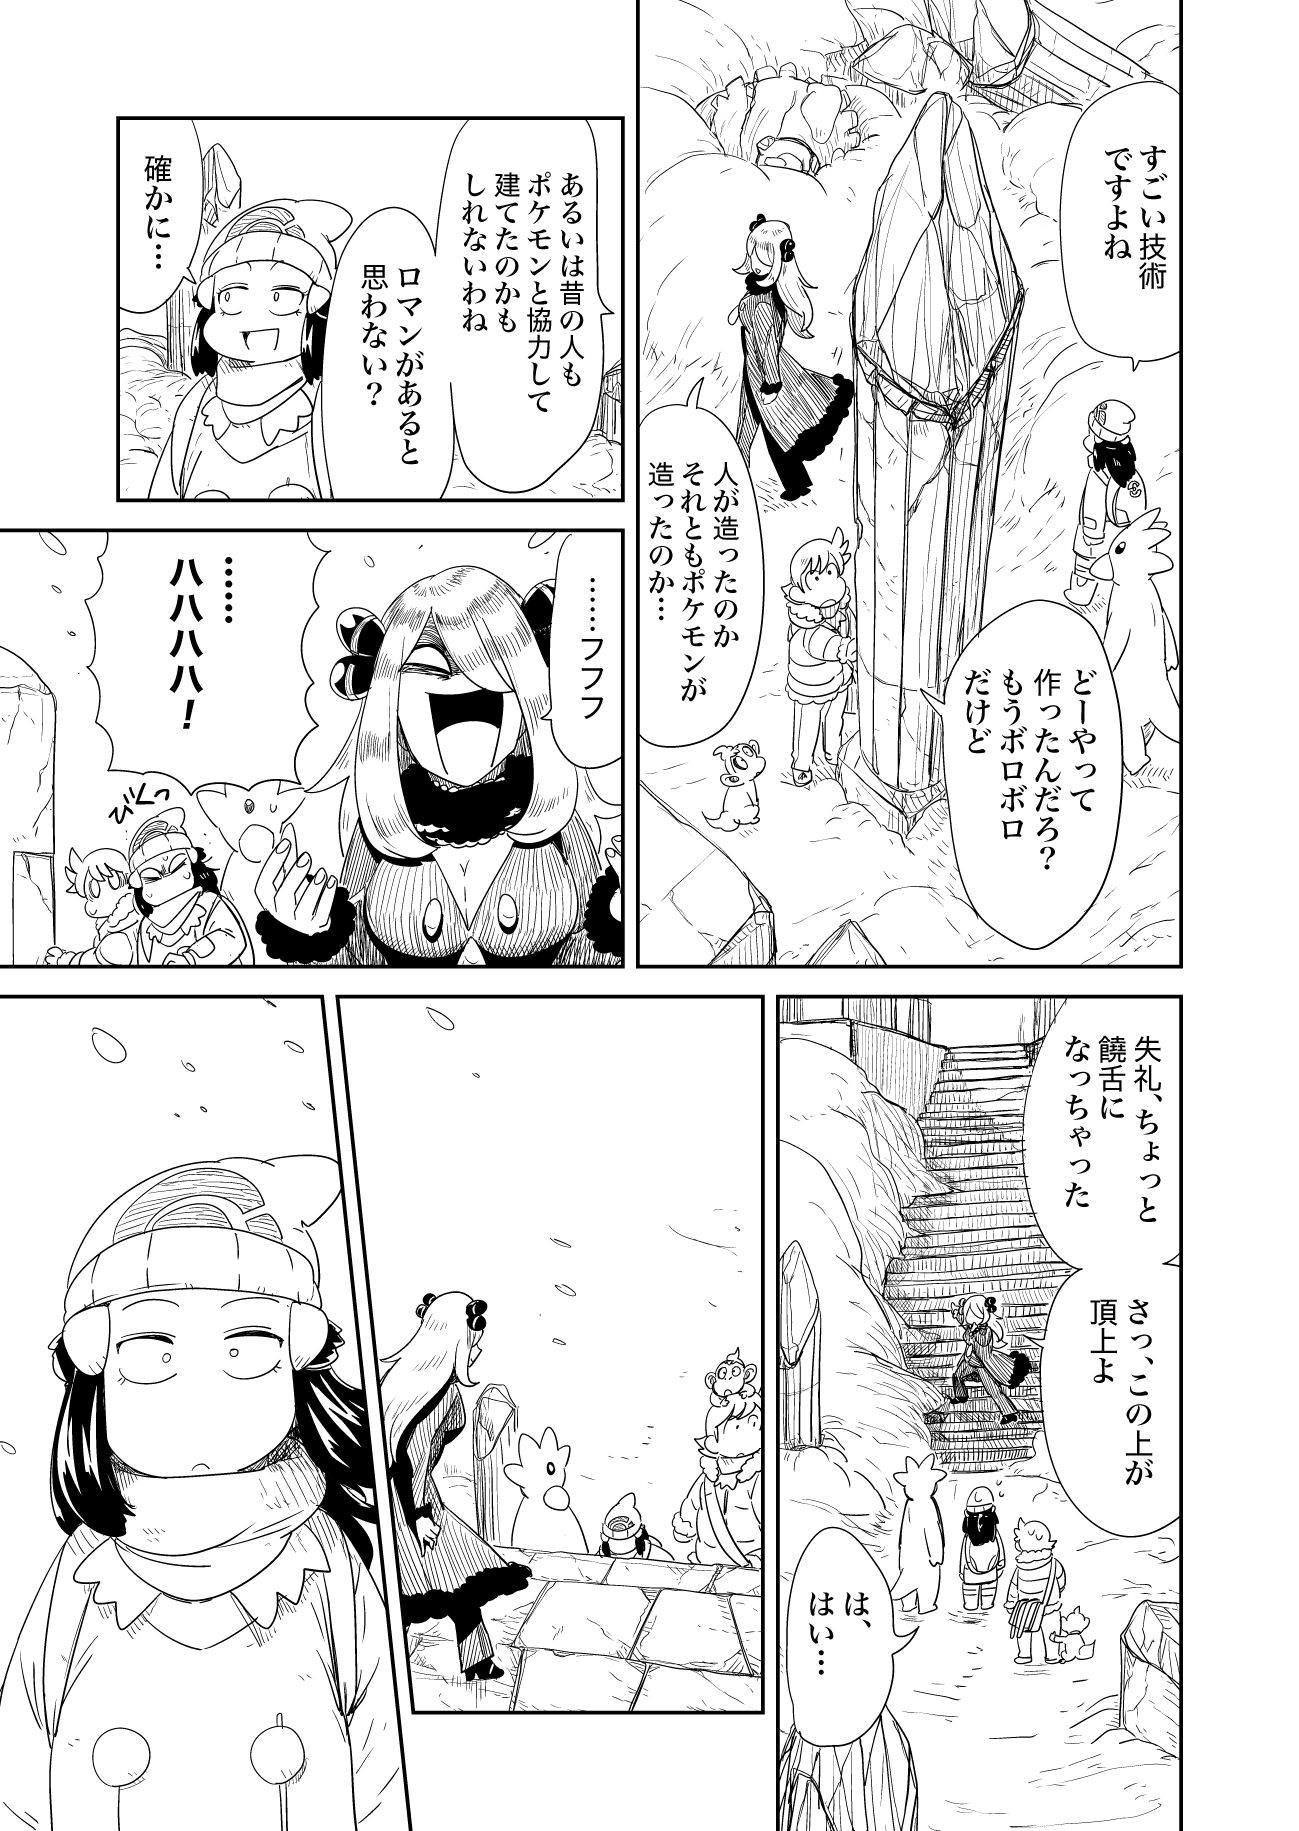 すごい技術
ですよね
どーやって
作ったんだろ？
もうボロボロ
だけど
人が造ったのか
それともポケモンが
造ったのか…
あるいは昔の人も
ポケモンと協力して
建てたのかも
しれないわね
ロマンがあると
思わない？
確かに…
……フフフ
……
ハハハハ！
びくっ
失礼、ちょっと
饒舌に
なっちゃった
さっ、この上が
頂上よ
は、
はい…